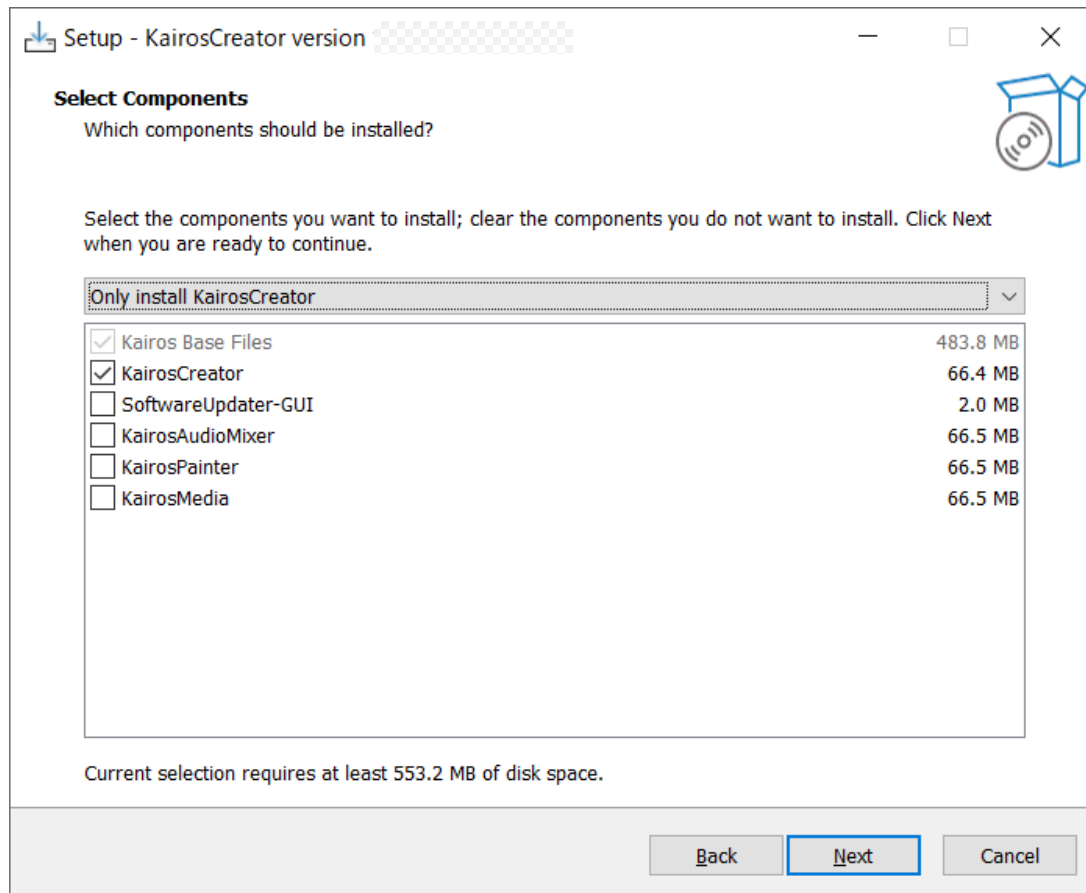 Setup - KairosCreator version
Select Components
Which components should be installed?
Select the components you want to install; clear the components you do not want to install. Click Next
when you are ready to continue.
Only install KairosCreator
Kairos Base Files 483.8 MB
KairosCreator 66.4 MB
SoftwareUpdater-GUI 2.0 MB
KairosAudioMixer 66.5 MB
KairosPainter 66.5 MB
KairosMedia 66.5 MB
Current selection requires at least 553.2 MB of disk space.
Back Next Cancel